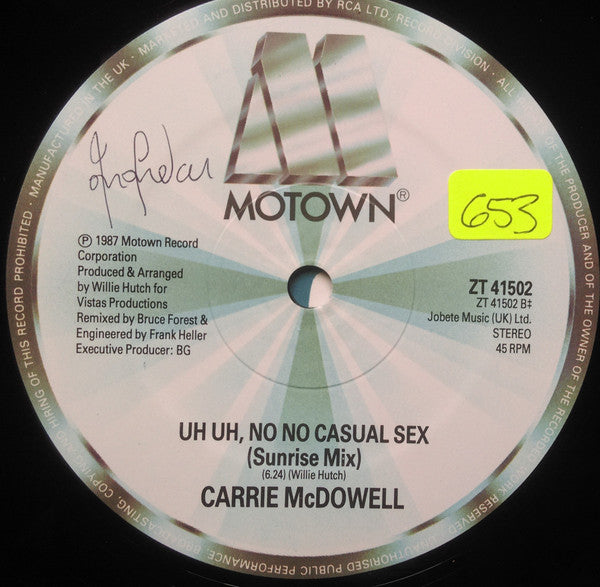 MANUFACTURED IN THE UK · MARKETED AND DISTRIBUTED BY RCA LTD, RECORD DIVISION · ALL
OF THE PRODUCER AND OF THE OWNER OF THE
UNAUTHORISED PUBLIC PERFORMANCE,
BROADCASTING, COPYING AND HIRING OF THIS RECORD PROHIBITED ·
MOTOWN®
653
℗ 1987 Motown Record
Corporation
Produced & Arranged
by Willie Hutch for
Vistas Productions
Remixed by Bruce Forest &
Engineered by Frank Heller
Executive Producer: BG
ZT 41502
ZT 41502 B‡
Jobete Music (UK) Ltd.
STEREO
45 RPM
UH UH, NO NO CASUAL SEX
(Sunrise Mix)
(6.24) (Willie Hutch)
CARRIE McDOWELL